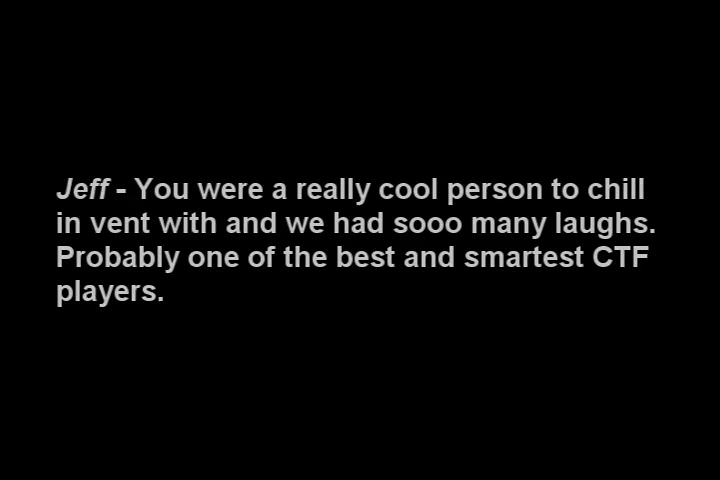 Jeff - You were a really cool person to chill
in vent with and we had sooo many laughs.
Probably one of the best and smartest CTF
players.